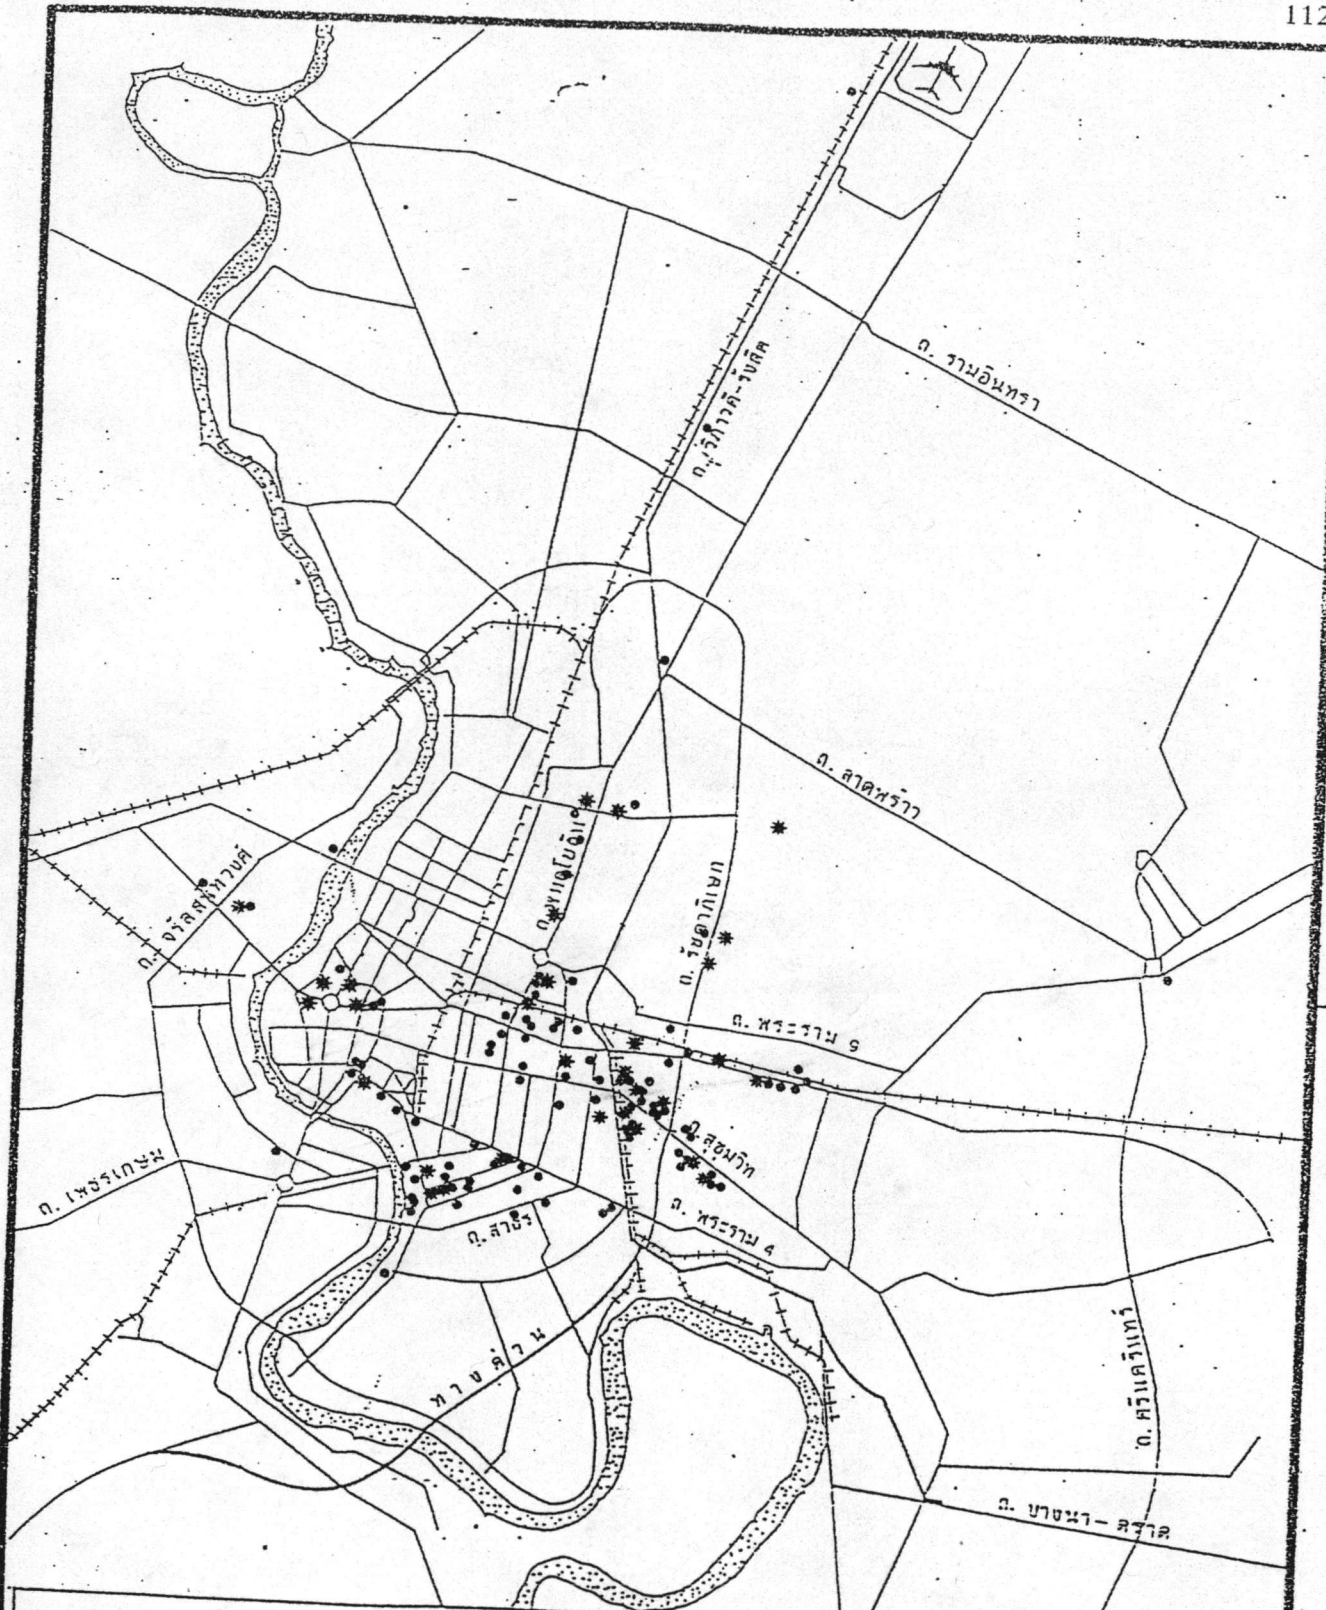 112
ถ. รามอินทรา
ถ. วิภาวดี-รังสิต
ถ. ลาดพร้าว
ถ. พหลโยธิน
ถ. จรัลสนิทวงศ์
ถ. รัชดาภิเษก
ถ. พระราม 9
ถ. สุขุมวิท
ถ. เพชรเกษม
ถ. พระราม 4
ถ. สาธร
ทางด่วน
ถ. ศรีนครินทร์
ถ. บางนา - ตราด